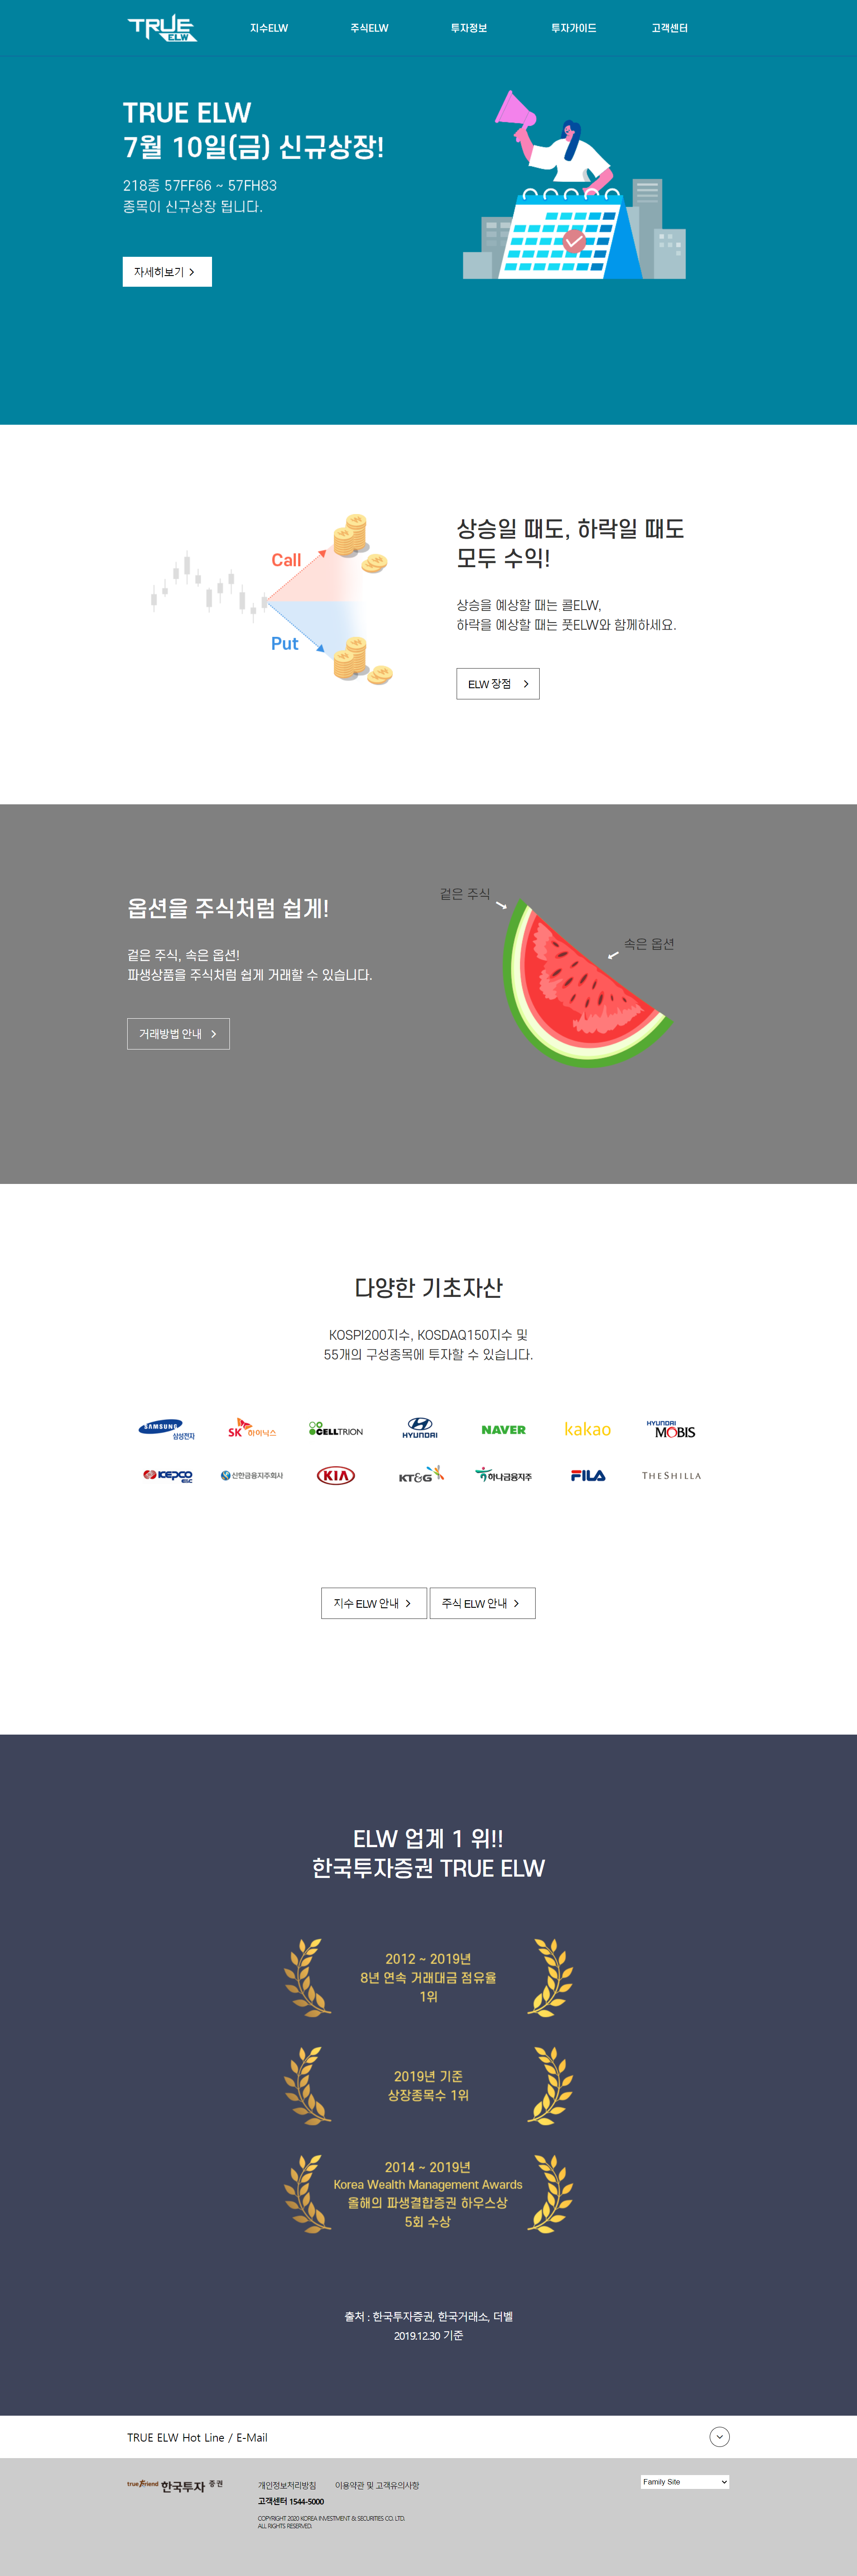 TRUE ELW
지수ELW
주식ELW
투자정보
투자가이드
고객센터
TRUE ELW
7월 10일(금) 신규상장!
218종 57FF66 ~ 57FH83
종목이 신규상장 됩니다.
자세히보기
Call
Put
상승일 때도, 하락일 때도
모두 수익!
상승을 예상할 때는 콜ELW,
하락을 예상할 때는 풋ELW와 함께하세요.
ELW 장점
옵션을 주식처럼 쉽게!
겉은 주식, 속은 옵션!
파생상품을 주식처럼 쉽게 거래할 수 있습니다.
거래방법 안내
겉은 주식
속은 옵션
다양한 기초자산
KOSPI200지수, KOSDAQ150지수 및
55개의 구성종목에 투자할 수 있습니다.
SAMSUNG 삼성전자
SK 하이닉스
CELLTRION
HYUNDAI
NAVER
kakao
HYUNDAI MOBIS
KEPCO E&C
신한금융지주회사
KIA
KT&G
하나금융지주
FILA
THE SHILLA
지수 ELW 안내
주식 ELW 안내
ELW 업계 1 위!!
한국투자증권 TRUE ELW
2012 ~ 2019년
8년 연속 거래대금 점유율
1위
2019년 기준
상장종목수 1위
2014 ~ 2019년
Korea Wealth Management Awards
올해의 파생결합증권 하우스상
5회 수상
출처 : 한국투자증권, 한국거래소, 더벨
2019.12.30 기준
TRUE ELW Hot Line / E-Mail
true friend 한국투자 증권
개인정보처리방침
이용약관 및 고객유의사항
고객센터 1544-5000
COPYRIGHT 2020 KOREA INVESTMENT & SECURITIES CO. LTD.
ALL RIGHTS RESERVED.
Family Site